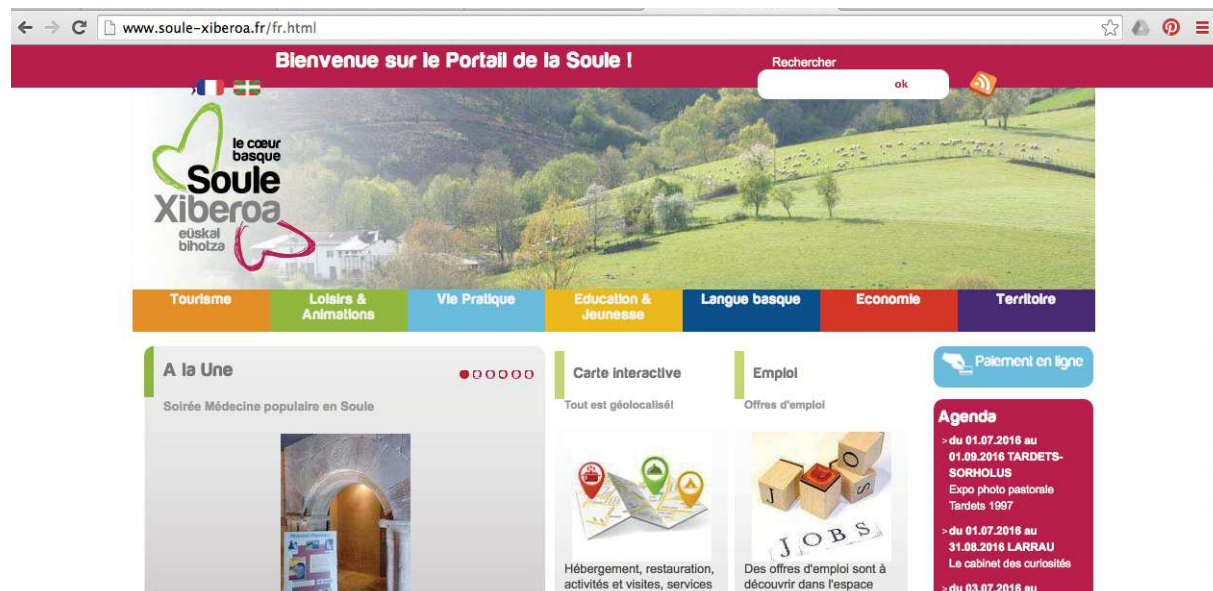 www.soule-xiberoa.fr/fr.html
Bienvenue sur le Portail de la Soule !
Rechercher
ok
le cœur
basque
Soule
Xiberoa
eüskal
bihotza
Tourisme
Loisirs &
Animations
Vie Pratique
Education &
Jeunesse
Langue basque
Economie
Territoire
A la Une
Soirée Médecine populaire en Soule
Carte interactive
Tout est géolocalisé!
Hébergement, restauration,
activités et visites, services
Emploi
Offres d'emploi
J O B S
JOBS
Des offres d'emploi sont à
découvrir dans l'espace
Paiement en ligne
Agenda
> du 01.07.2016 au
01.09.2016 TARDETS-
SORHOLUS
Expo photo pastorale
Tardets 1997
> du 01.07.2016 au
31.08.2016 LARRAU
Le cabinet des curiosités
> du 03.07.2016 au